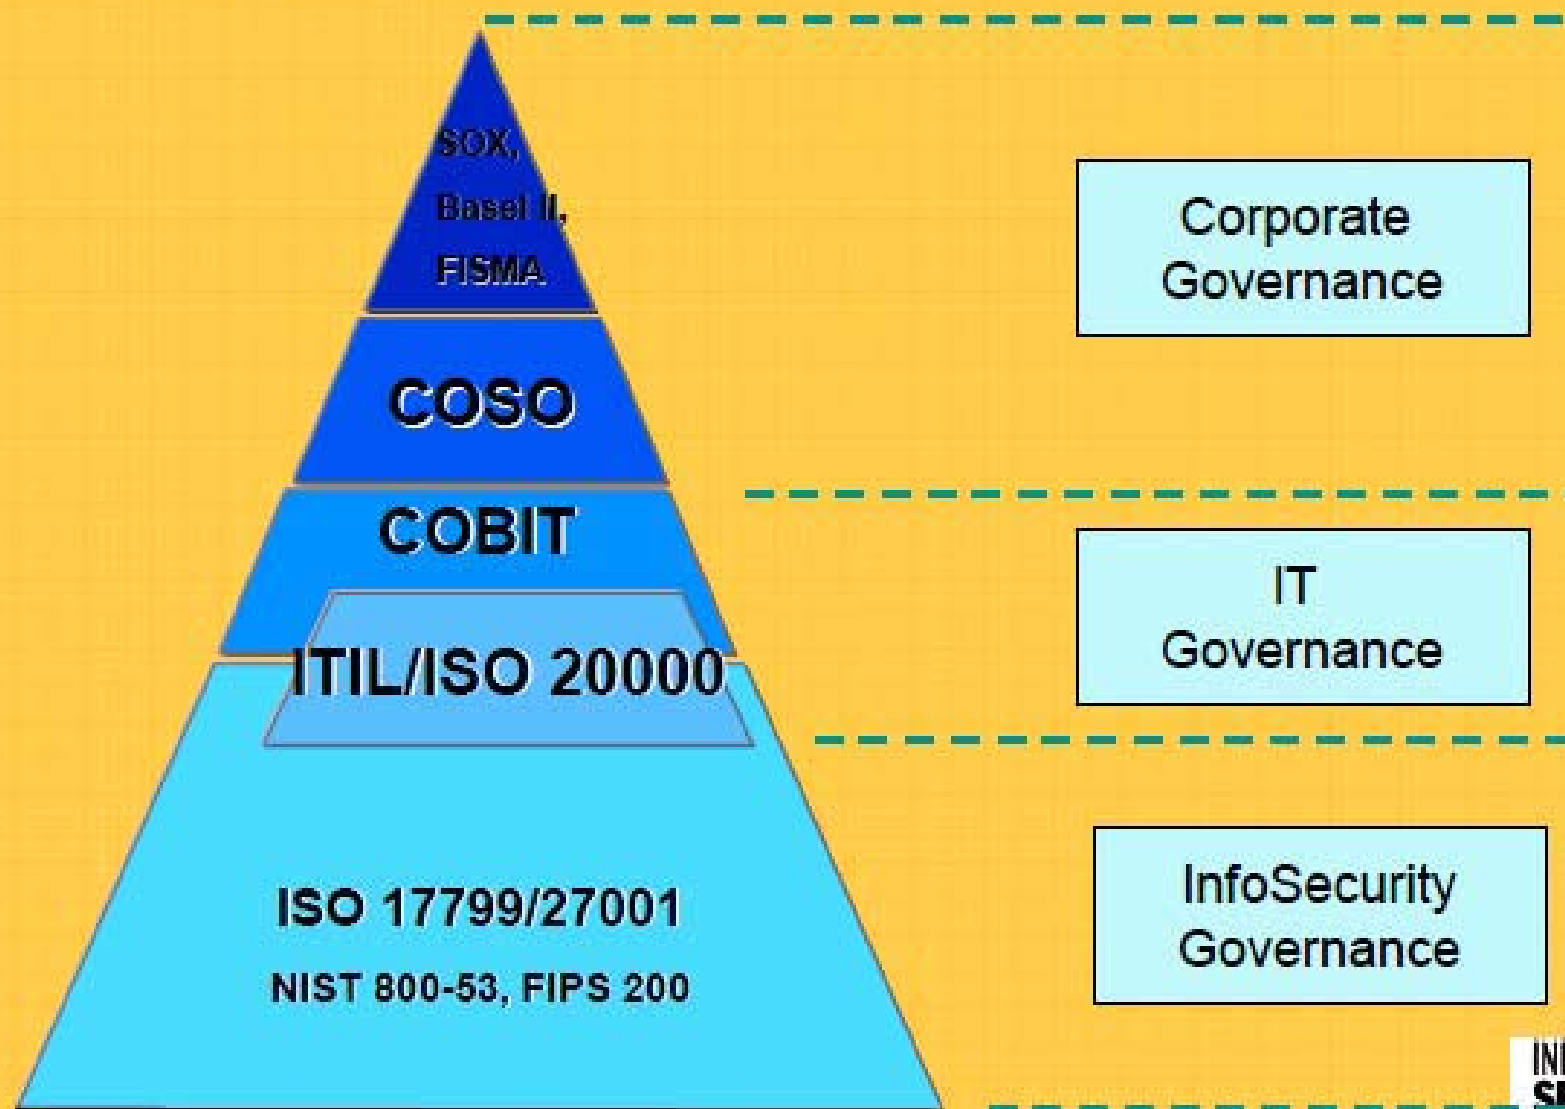 SOX,
Basel II,
FISMA
COSO
COBIT
ITIL/ISO 20000
ISO 17799/27001
NIST 800-53, FIPS 200
Corporate
Governance
IT
Governance
InfoSecurity
Governance